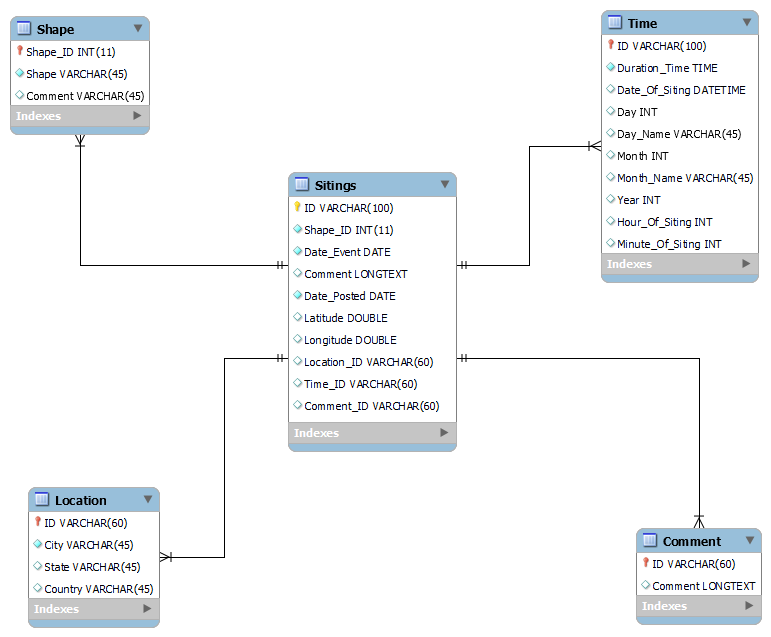 Shape
Shape_ID INT(11)
Shape VARCHAR(45)
Comment VARCHAR(45)
Indexes
Time
ID VARCHAR(100)
Duration_Time TIME
Date_Of_Siting DATETIME
Day INT
Day_Name VARCHAR(45)
Month INT
Month_Name VARCHAR(45)
Year INT
Hour_Of_Siting INT
Minute_Of_Siting INT
Indexes
Sitings
ID VARCHAR(100)
Shape_ID INT(11)
Date_Event DATE
Comment LONGTEXT
Date_Posted DATE
Latitude DOUBLE
Longitude DOUBLE
Location_ID VARCHAR(60)
Time_ID VARCHAR(60)
Comment_ID VARCHAR(60)
Indexes
Location
ID VARCHAR(60)
City VARCHAR(45)
State VARCHAR(45)
Country VARCHAR(45)
Indexes
Comment
ID VARCHAR(60)
Comment LONGTEXT
Indexes